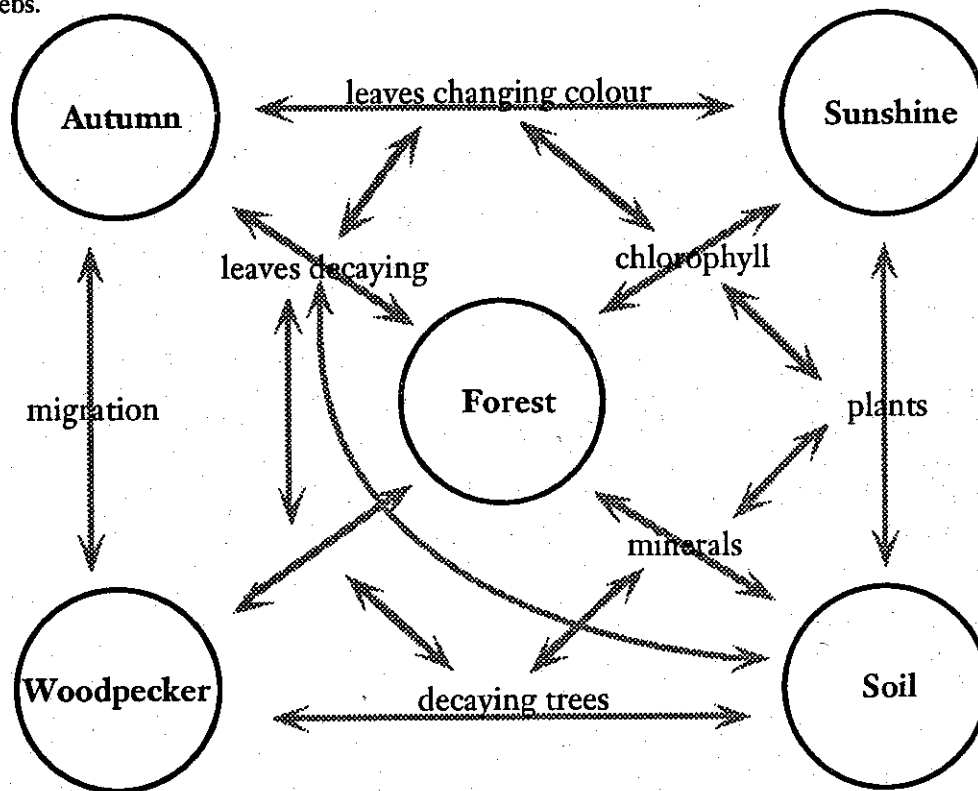 ebs.
Autumn
leaves changing colour
Sunshine
leaves decaying
chlorophyll
Forest
migration
plants
minerals
Woodpecker
decaying trees
Soil